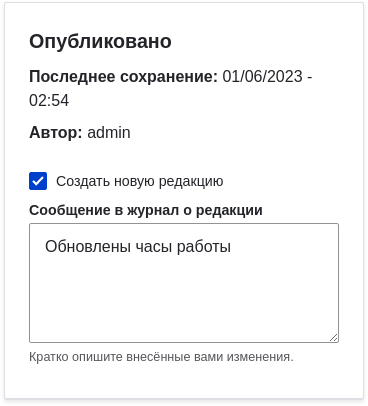 Опубликовано
Последнее сохранение: 01/06/2023 -
02:54
Автор: admin
Создать новую редакцию
Сообщение в журнал о редакции
Обновлены часы работы
Кратко опишите внесённые вами изменения.